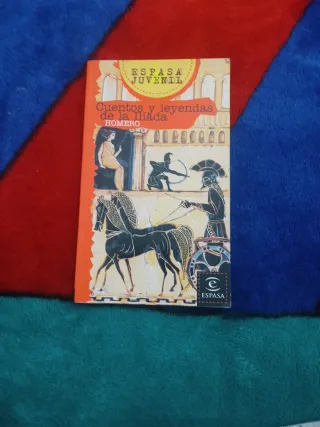 ESPASA
JUVENIL
Cuentos y leyendas
de la Ilíada
HOMERO
e
ESPASA